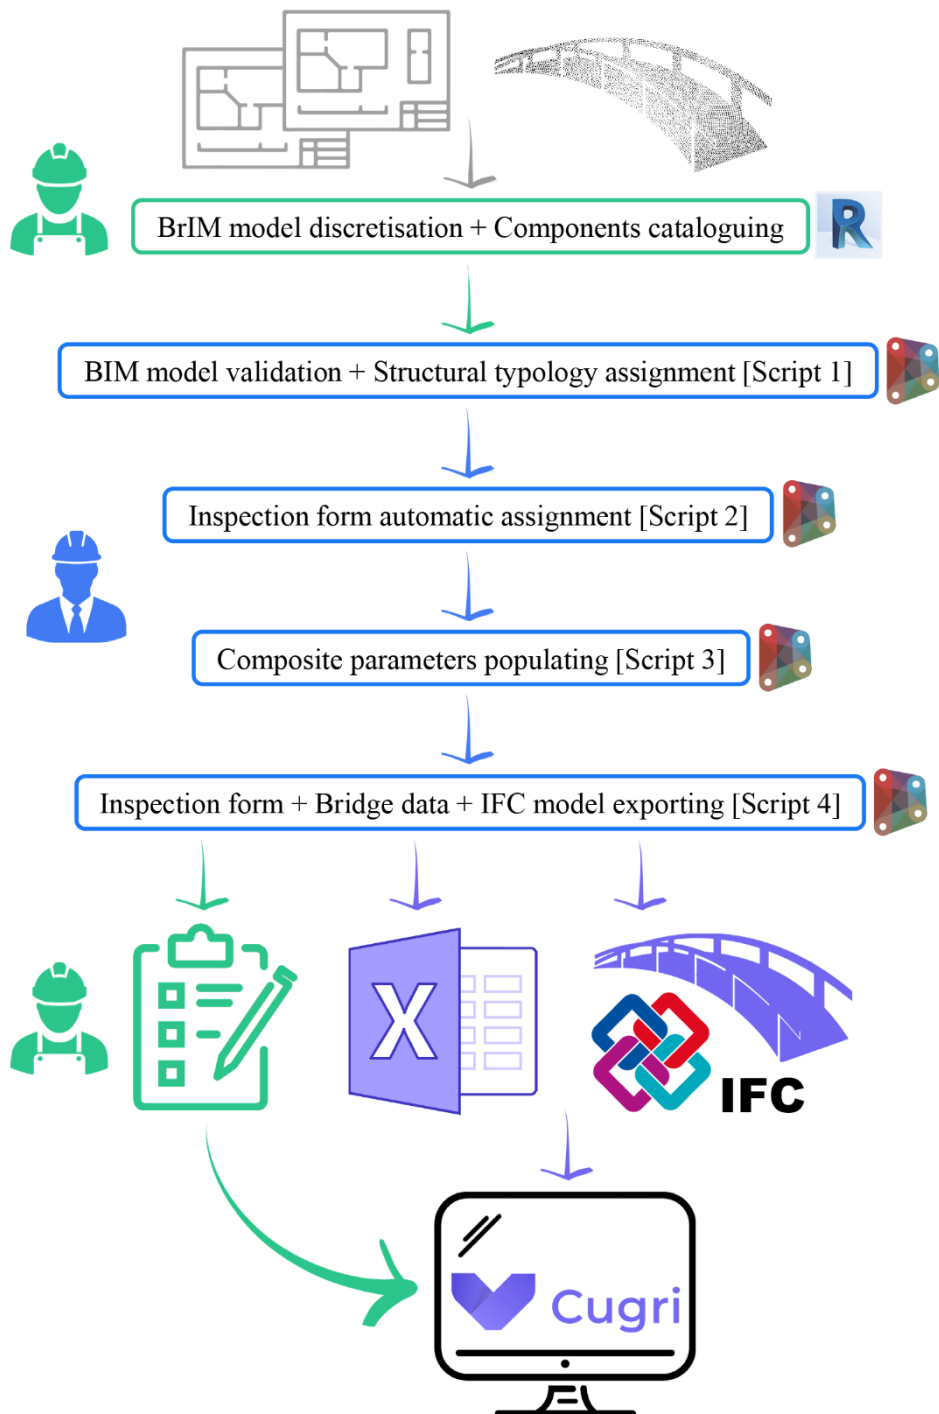 BrIM model discretisation + Components cataloguing
R
BIM model validation + Structural typology assignment [Script 1]
Inspection form automatic assignment [Script 2]
Composite parameters populating [Script 3]
Inspection form + Bridge data + IFC model exporting [Script 4]
X
IFC
Cugri